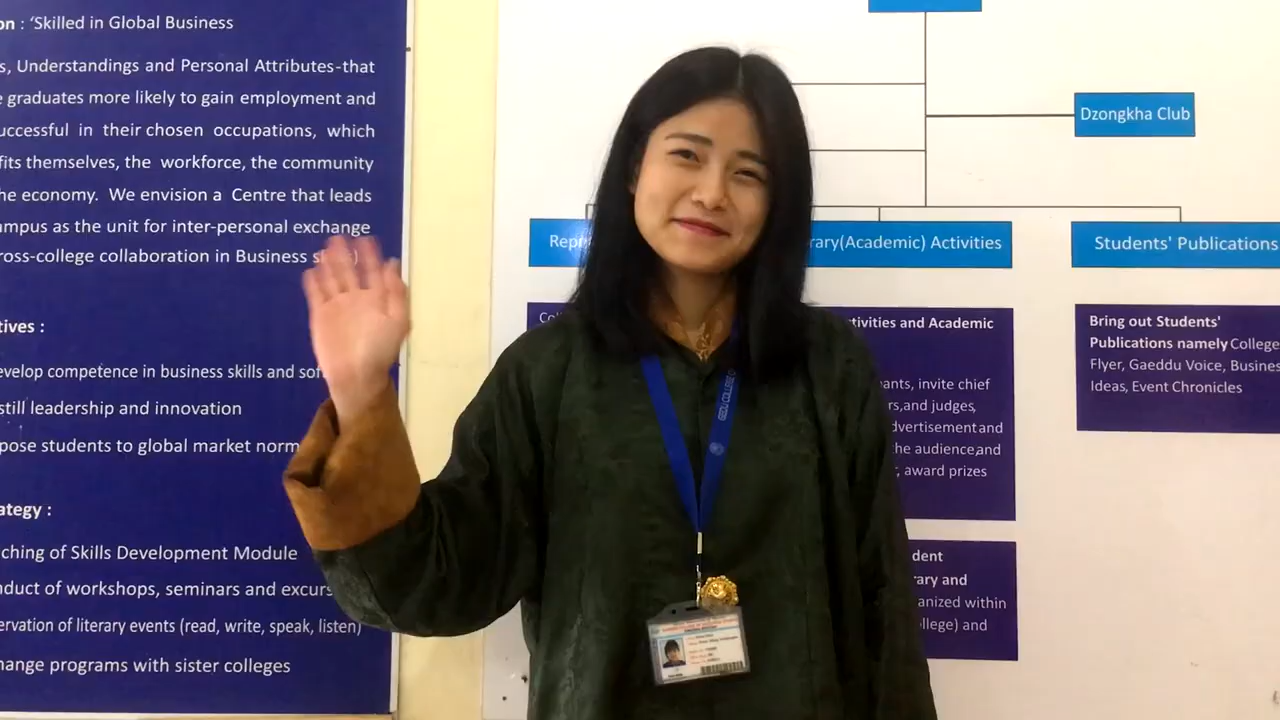 on : ‘Skilled in Global Business
s, Understandings and Personal Attributes-that
e graduates more likely to gain employment and
uccessful in their chosen occupations, which
fits themselves, the workforce, the community
he economy. We envision a Centre that leads
ampus as the unit for inter-personal exchange
ross-college collaboration in Business
tives :
evelop competence in business skills and
still leadership and innovation
pose students to global market norm
ategy :
ching of Skills Development Module
nduct of workshops, seminars and excurs
ervation of literary events (read, write, speak, listen)
hange programs with sister colleges
Dzongkha Club
rary(Academic) Activities
Students' Publications
tivities and Academic
ants, invite chief
rs,and judges,
dvertisement and
he audience,and
, award prizes
dent
rary and
anized within
ollege) and
Bring out Students'
Publications namely College
Flyer, Gaeddu Voice, Busines
Ideas, Event Chronicles